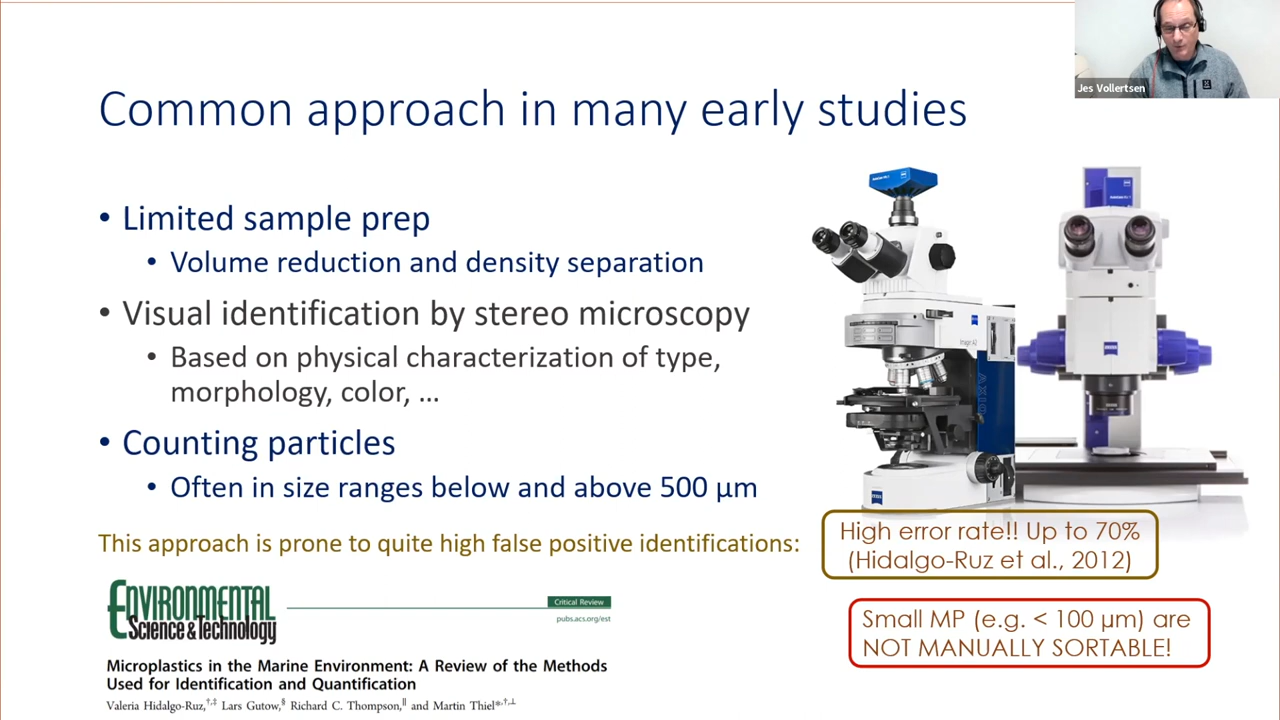 Jes Vollertsen
Common approach in many early studies
• Limited sample prep
• Volume reduction and density separation
• Visual identification by stereo microscopy
• Based on physical characterization of type,
morphology, color, ...
• Counting particles
• Often in size ranges below and above 500 µm
This approach is prone to quite high false positive identifications:
High error rate!! Up to 70%
(Hidalgo-Ruz et al., 2012)
Small MP (e.g. < 100 µm) are
NOT MANUALLY SORTABLE!
ENVIRONMENTAL
Science & Technology
Critical Review
pubs.acs.org/est
Microplastics in the Marine Environment: A Review of the Methods
Used for Identification and Quantification
Valeria Hidalgo-Ruz,†,‡ Lars Gutow,§ Richard C. Thompson,∥ and Martin Thiel*,†,⊥